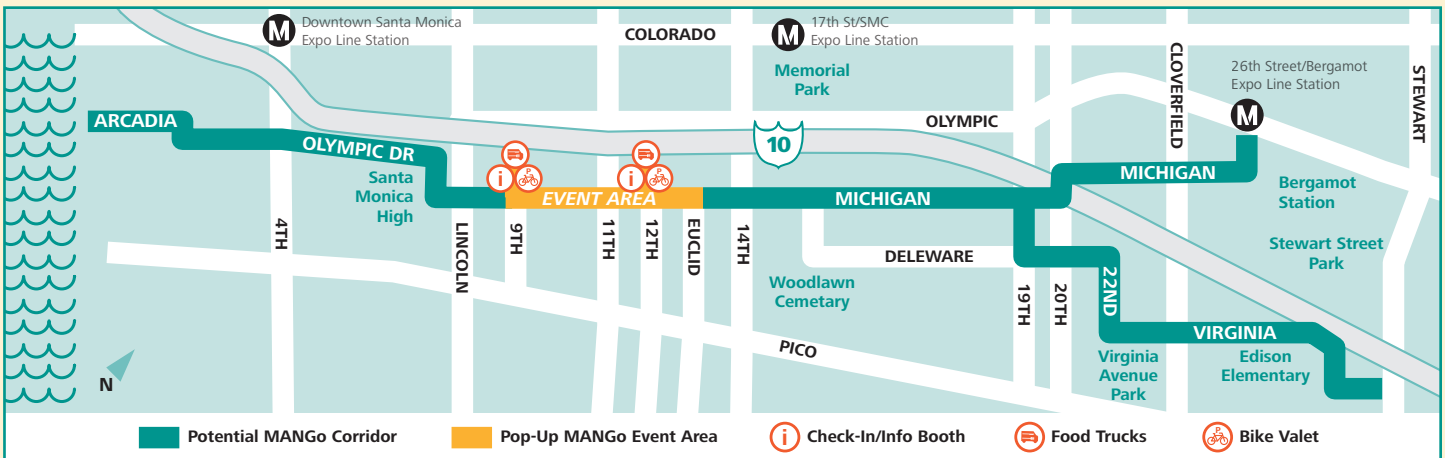 M
Downtown Santa Monica
Expo Line Station
COLORADO
M
17th St/SMC
Expo Line Station
Memorial
Park
CLOVERFIELD
26th Street/Bergamot
Expo Line Station
M
STEWART
ARCADIA
OLYMPIC DR
OLYMPIC
10
Santa
Monica
High
i
P
i
P
EVENT AREA
MICHIGAN
MICHIGAN
Bergamot
Station
Stewart Street
Park
4TH
LINCOLN
9TH
11TH
12TH
EUCLID
14TH
DELEWARE
Woodlawn
Cemetary
19TH
20TH
22ND
PICO
VIRGINIA
Virginia
Avenue
Park
Edison
Elementary
N
Potential MANGo Corridor
Pop-Up MANGo Event Area
i
Check-In/Info Booth
Food Trucks
P
Bike Valet